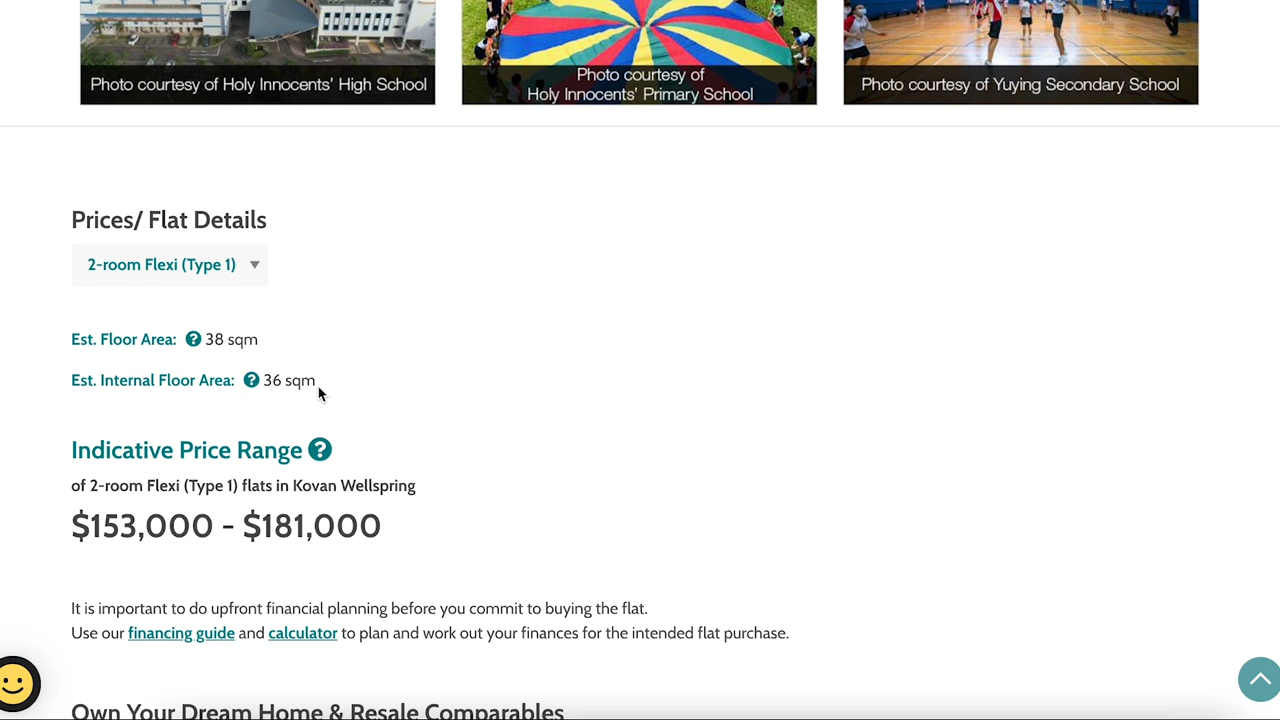 Photo courtesy of Holy Innocents' High School
Photo courtesy of
Holy Innocents' Primary School
Photo courtesy of Yuying Secondary School
Prices/ Flat Details
2-room Flexi (Type 1)
Est. Floor Area: ? 38 sqm
Est. Internal Floor Area: ? 36 sqm
Indicative Price Range ?
of 2-room Flexi (Type 1) flats in Kovan Wellspring
$153,000 - $181,000
It is important to do upfront financial planning before you commit to buying the flat.
Use our financing guide and calculator to plan and work out your finances for the intended flat purchase.
Own Your Dream Home & Resale Comparables